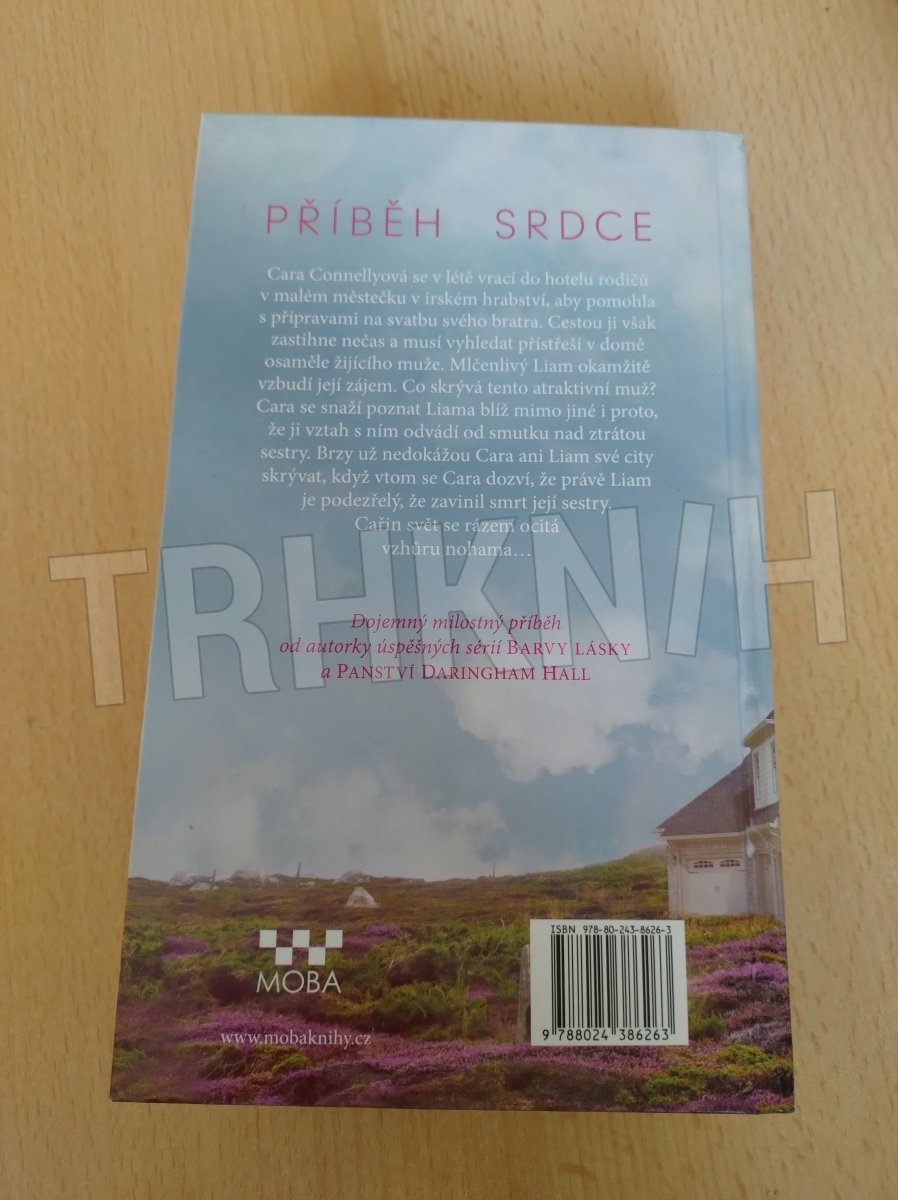 PŘÍBĚH SRDCE
Cara Connellyová se v létě vrací do hotelu rodičů
v malém městečku v irském hrabství, aby pomohla
s přípravami na svatbu svého bratra. Cestou ji však
zastihne nečas a musí vyhledat přístřeší v domě
osaměle žijícího muže. Mlčenlivý Liam okamžitě
vzbudí její zájem. Co skrývá tento atraktivní muž?
Cara se snaží poznat Liama blíž mimo jiné i proto,
že ji vztah s ním odvádí od smutku nad ztrátou
sestry. Brzy už nedokážou Cara ani Liam své city
skrývat, když vtom se Cara dozví, že právě Liam
je podezřelý, že zavinil smrt její sestry.
Cařin svět se rázem ocitá
vzhůru nohama…
TRHKNIH
Dojemný milostný příběh
od autorky úspěšných sérií BARVY LÁSKY
a PANSTVÍ DARINGHAM HALL
ISBN 978-80-243-8626-3
MOBA
9 788024 386263
www.mobaknihy.cz